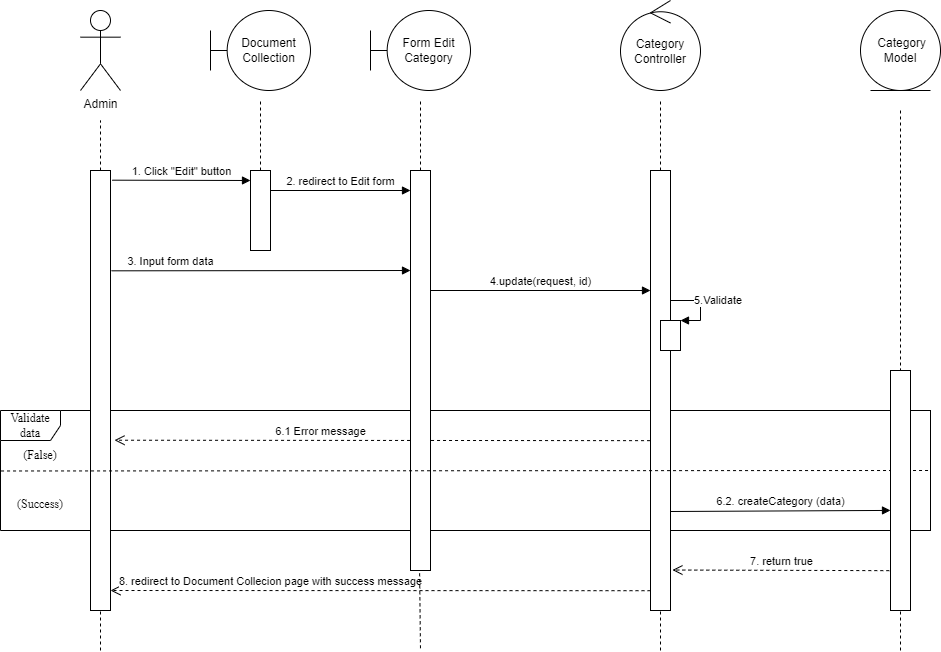 Document
Collection
Form Edit
Category
Category
Controller
Category
Model
Admin
1. Click "Edit" button
2. redirect to Edit form
3. Input form data
4.update(request, id)
5.Validate
Validate
data
6.1 Error message
(False)
(Success)
6.2. createCategory (data)
7. return true
8. redirect to Document Collecion page with success message